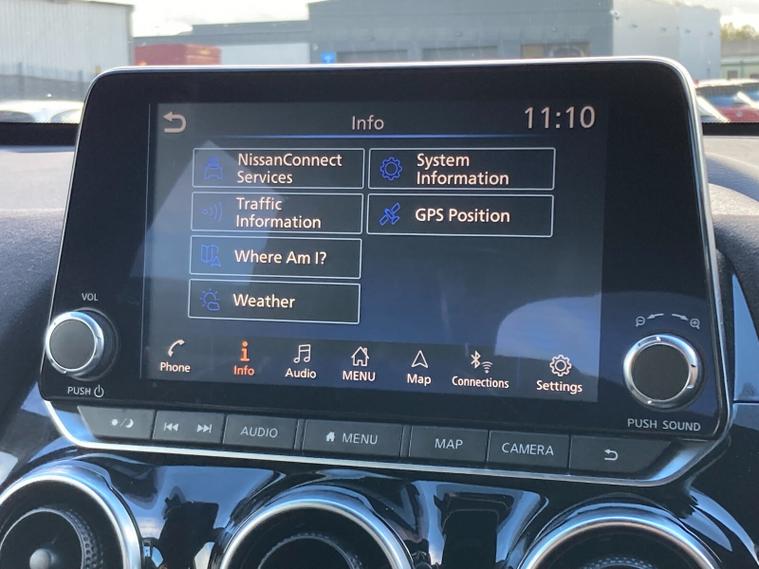 Info
11:10
NissanConnect
Services
System
Information
Traffic
Information
GPS Position
Where Am I?
Weather
VOL
PUSH
Phone
Info
Audio
MENU
Map
Connections
Settings
PUSH SOUND
AUDIO
MENU
MAP
CAMERA